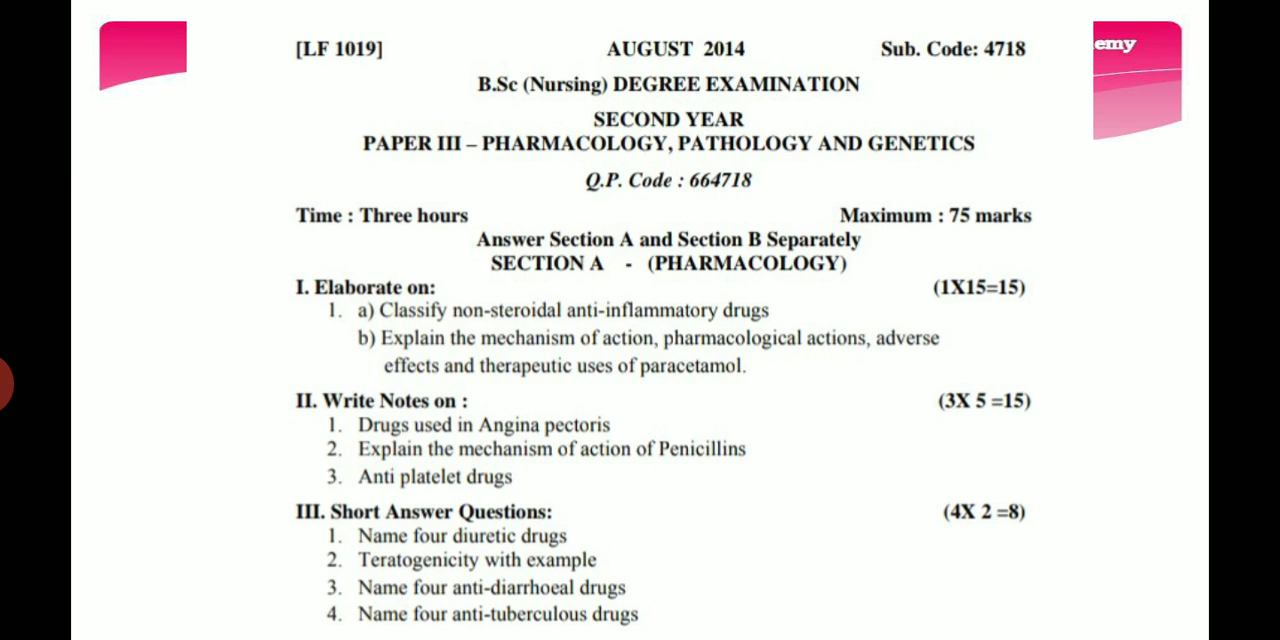 emy
[LF 1019] AUGUST 2014 Sub. Code: 4718
B.Sc (Nursing) DEGREE EXAMINATION
SECOND YEAR
PAPER III – PHARMACOLOGY, PATHOLOGY AND GENETICS
Q.P. Code : 664718
Time : Three hours Maximum : 75 marks
Answer Section A and Section B Separately
SECTION A - (PHARMACOLOGY)
I. Elaborate on: (1X15=15)
1. a) Classify non-steroidal anti-inflammatory drugs
b) Explain the mechanism of action, pharmacological actions, adverse
effects and therapeutic uses of paracetamol.
II. Write Notes on : (3X 5 =15)
1. Drugs used in Angina pectoris
2. Explain the mechanism of action of Penicillins
3. Anti platelet drugs
III. Short Answer Questions: (4X 2 =8)
1. Name four diuretic drugs
2. Teratogenicity with example
3. Name four anti-diarrhoeal drugs
4. Name four anti-tuberculous drugs